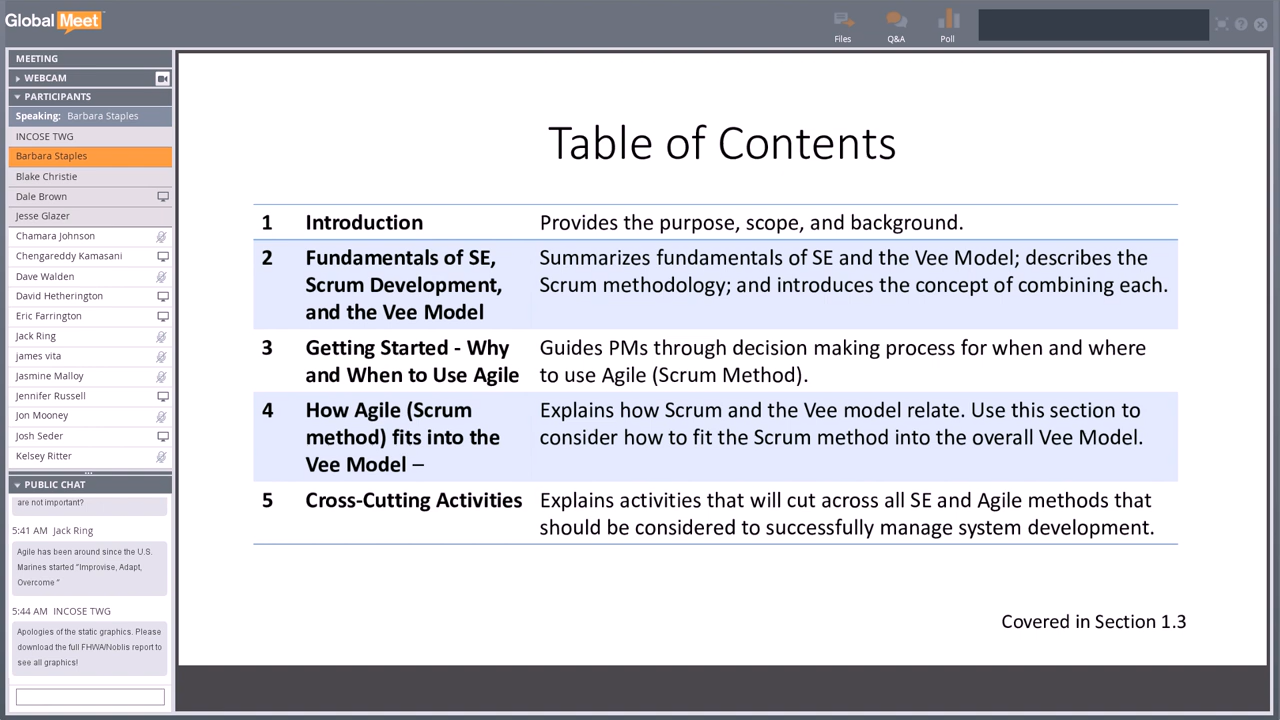 Global Meet
Files
Q&A
Poll
MEETING
WEBCAM
PARTICIPANTS
Speaking: Barbara Staples
INCOSE TWG
Barbara Staples
Blake Christie
Dale Brown
Jesse Glazer
Chamara Johnson
Chengareddy Kamasani
Dave Walden
David Hetherington
Eric Farrington
Jack Ring
james vita
Jasmine Malloy
Jennifer Russell
Jon Mooney
Josh Seder
Kelsey Ritter
PUBLIC CHAT
are not important?
5:41 AM Jack Ring
Agile has been around since the U.S.
Marines started "Improvise, Adapt,
Overcome "
5:44 AM INCOSE TWG
Apologies of the static graphics. Please
download the full FHWA/Noblis report to
see all graphics!
Table of Contents
1 Introduction Provides the purpose, scope, and background.
2 Fundamentals of SE, Summarizes fundamentals of SE and the Vee Model; describes the
Scrum Development, Scrum methodology; and introduces the concept of combining each.
and the Vee Model
3 Getting Started - Why Guides PMs through decision making process for when and where
and When to Use Agile to use Agile (Scrum Method).
4 How Agile (Scrum Explains how Scrum and the Vee model relate. Use this section to
method) fits into the consider how to fit the Scrum method into the overall Vee Model.
Vee Model –
5 Cross-Cutting Activities Explains activities that will cut across all SE and Agile methods that
should be considered to successfully manage system development.
Covered in Section 1.3